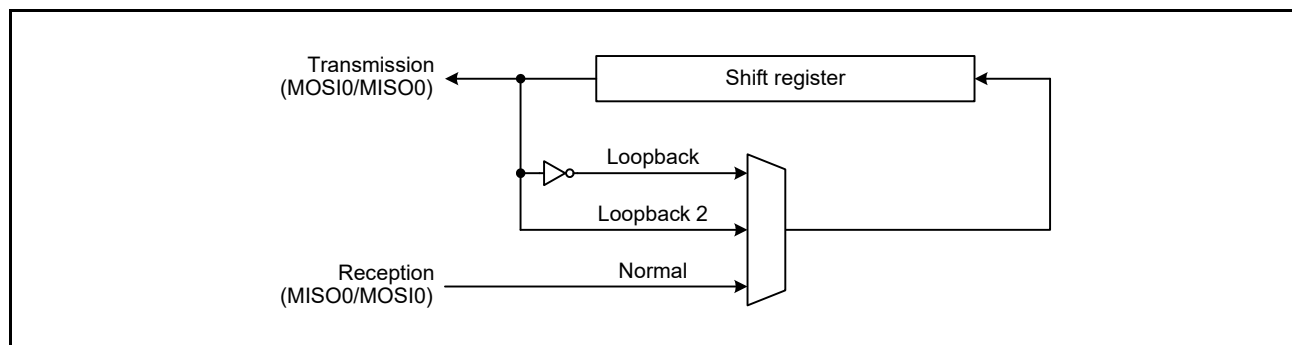 Transmission
(MOSI0/MISO0)
Shift register
Loopback
Loopback 2
Normal
Reception
(MISO0/MOSI0)